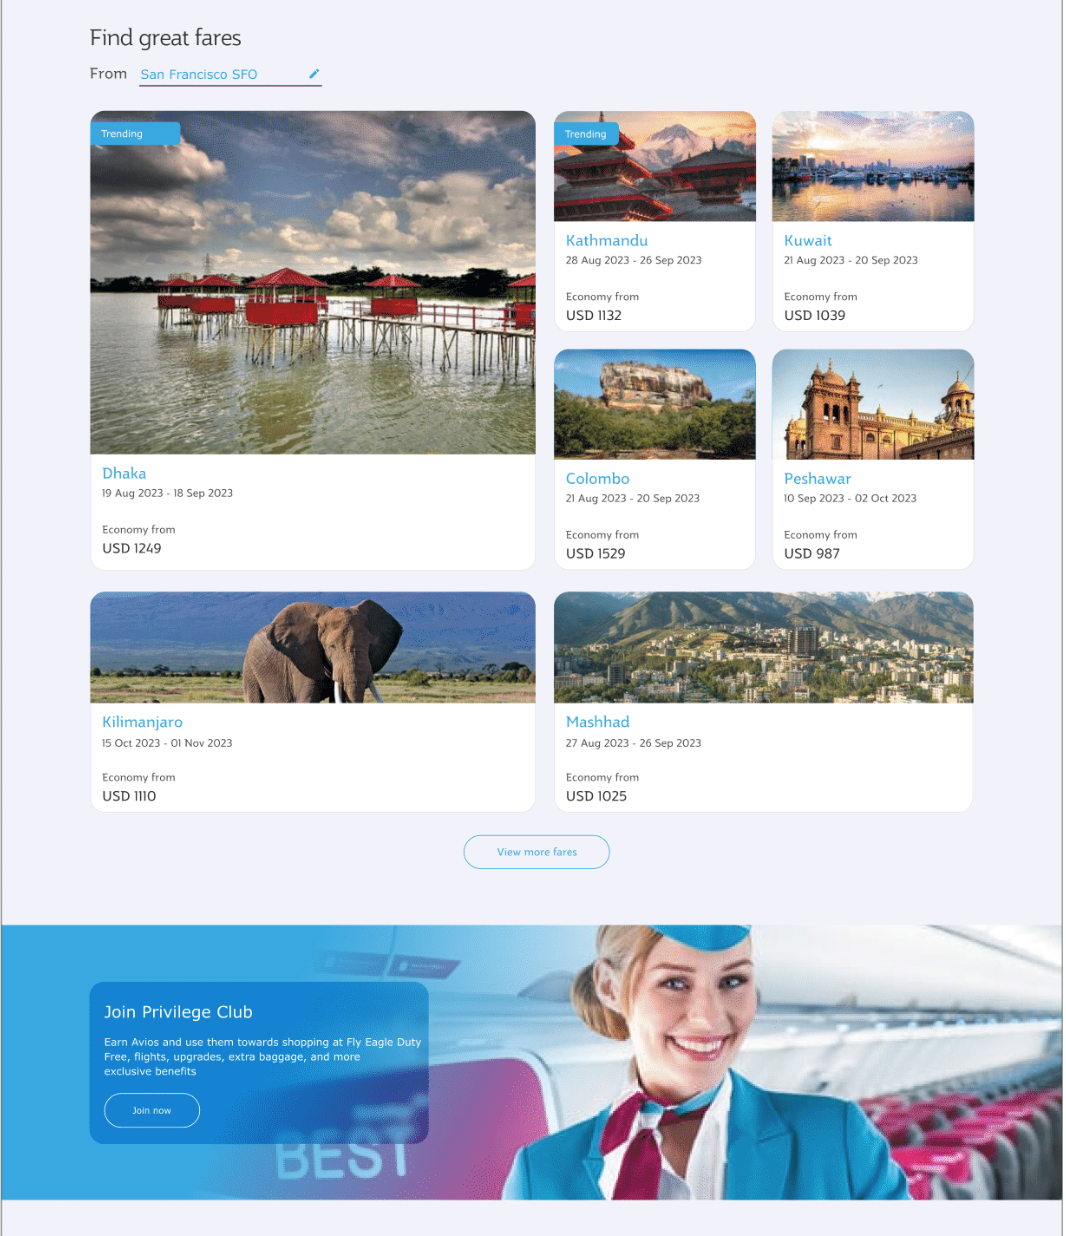 Find great fares
From San Francisco SFO
Trending
Dhaka
19 Aug 2023 - 18 Sep 2023
Economy from
USD 1249
Trending
Kathmandu
28 Aug 2023 - 26 Sep 2023
Economy from
USD 1132
Kuwait
21 Aug 2023 - 20 Sep 2023
Economy from
USD 1039
Colombo
21 Aug 2023 - 20 Sep 2023
Economy from
USD 1529
Peshawar
10 Sep 2023 - 02 Oct 2023
Economy from
USD 987
Kilimanjaro
15 Oct 2023 - 01 Nov 2023
Economy from
USD 1110
Mashhad
27 Aug 2023 - 26 Sep 2023
Economy from
USD 1025
View more fares
Join Privilege Club
Earn Avios and use them towards shopping at Fly Eagle Duty
Free, flights, upgrades, extra baggage, and more
exclusive benefits
Join now
BEST